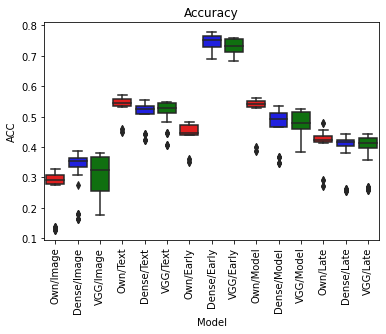 Accuracy
ACC
0.8
0.7
0.6
0.5
0.4
0.3
0.2
0.1
Own/Image
Dense/Image
VGG/Image
Own/Text
Dense/Text
VGG/Text
Own/Early
Dense/Early
VGG/Early
Own/Model
Dense/Model
VGG/Model
Own/Late
Dense/Late
VGG/Late
Model